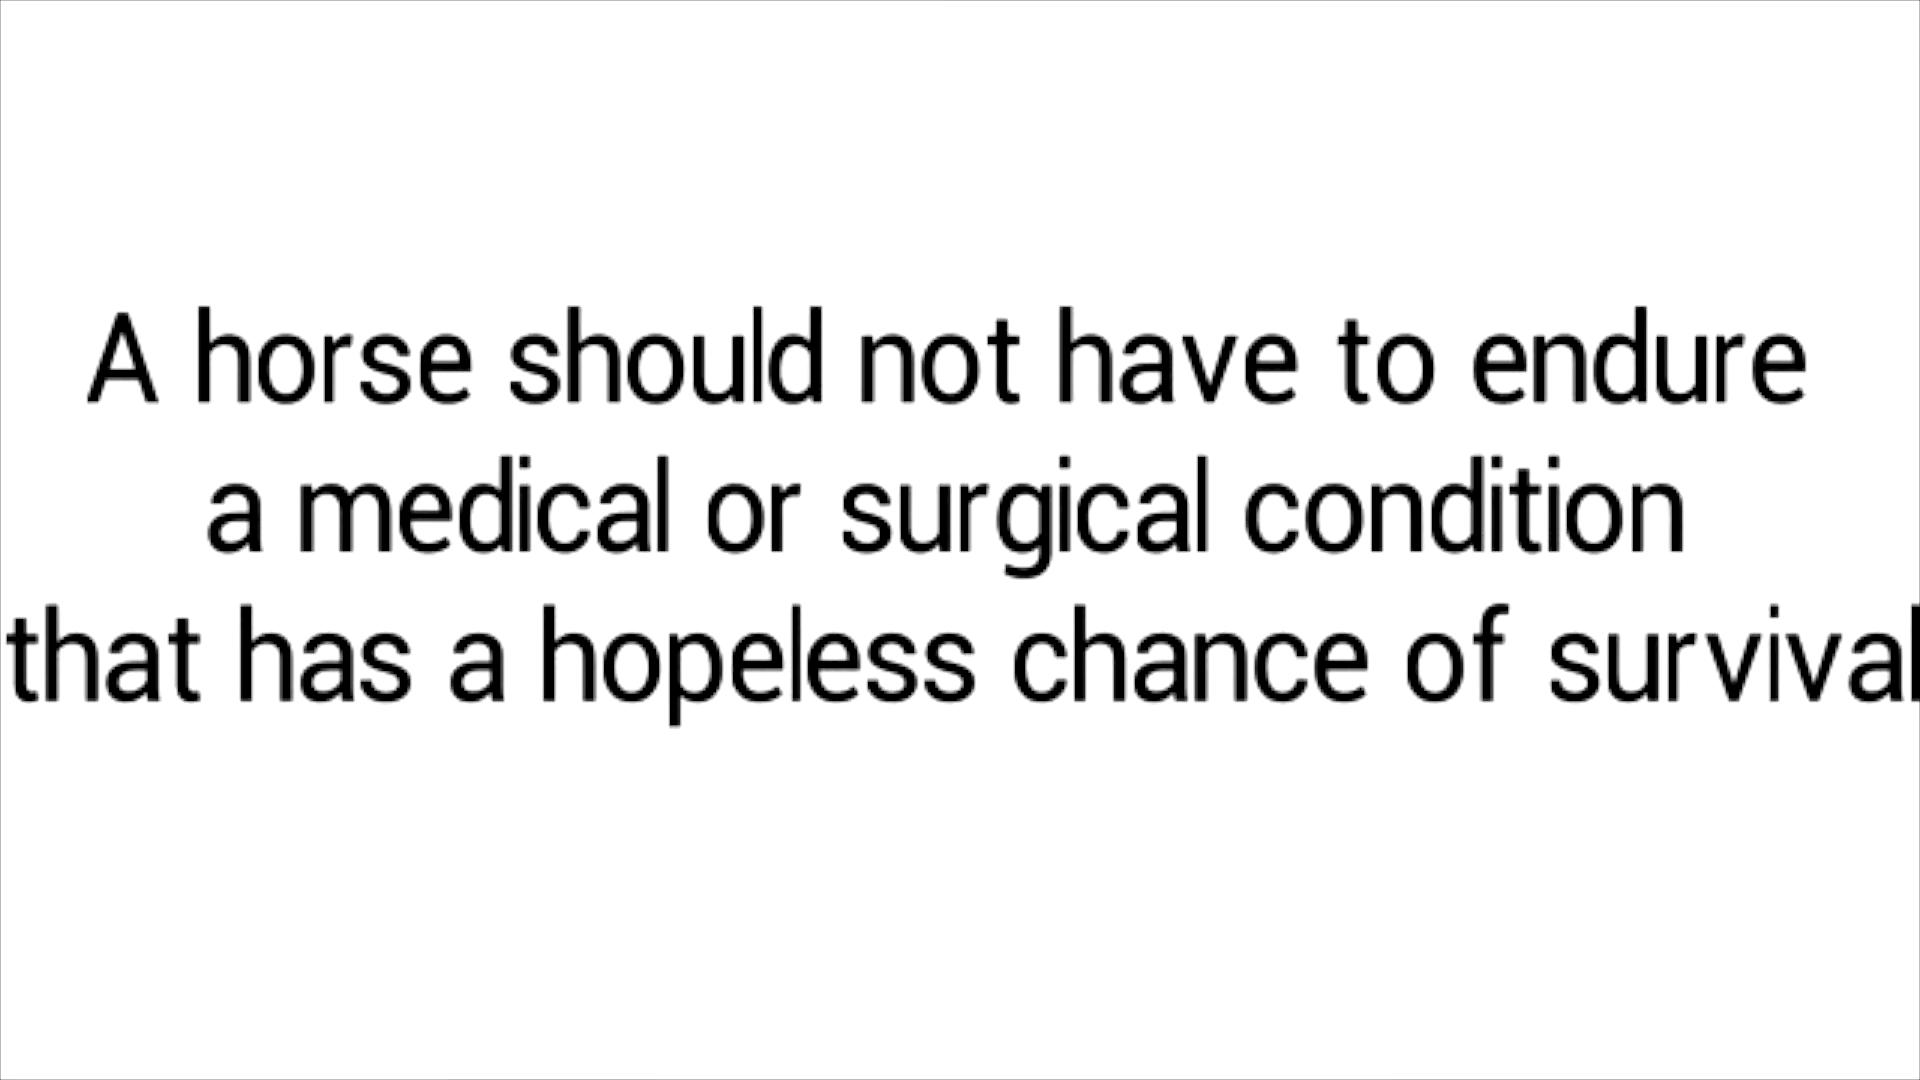 A horse should not have to endure
a medical or surgical condition
that has a hopeless chance of survival